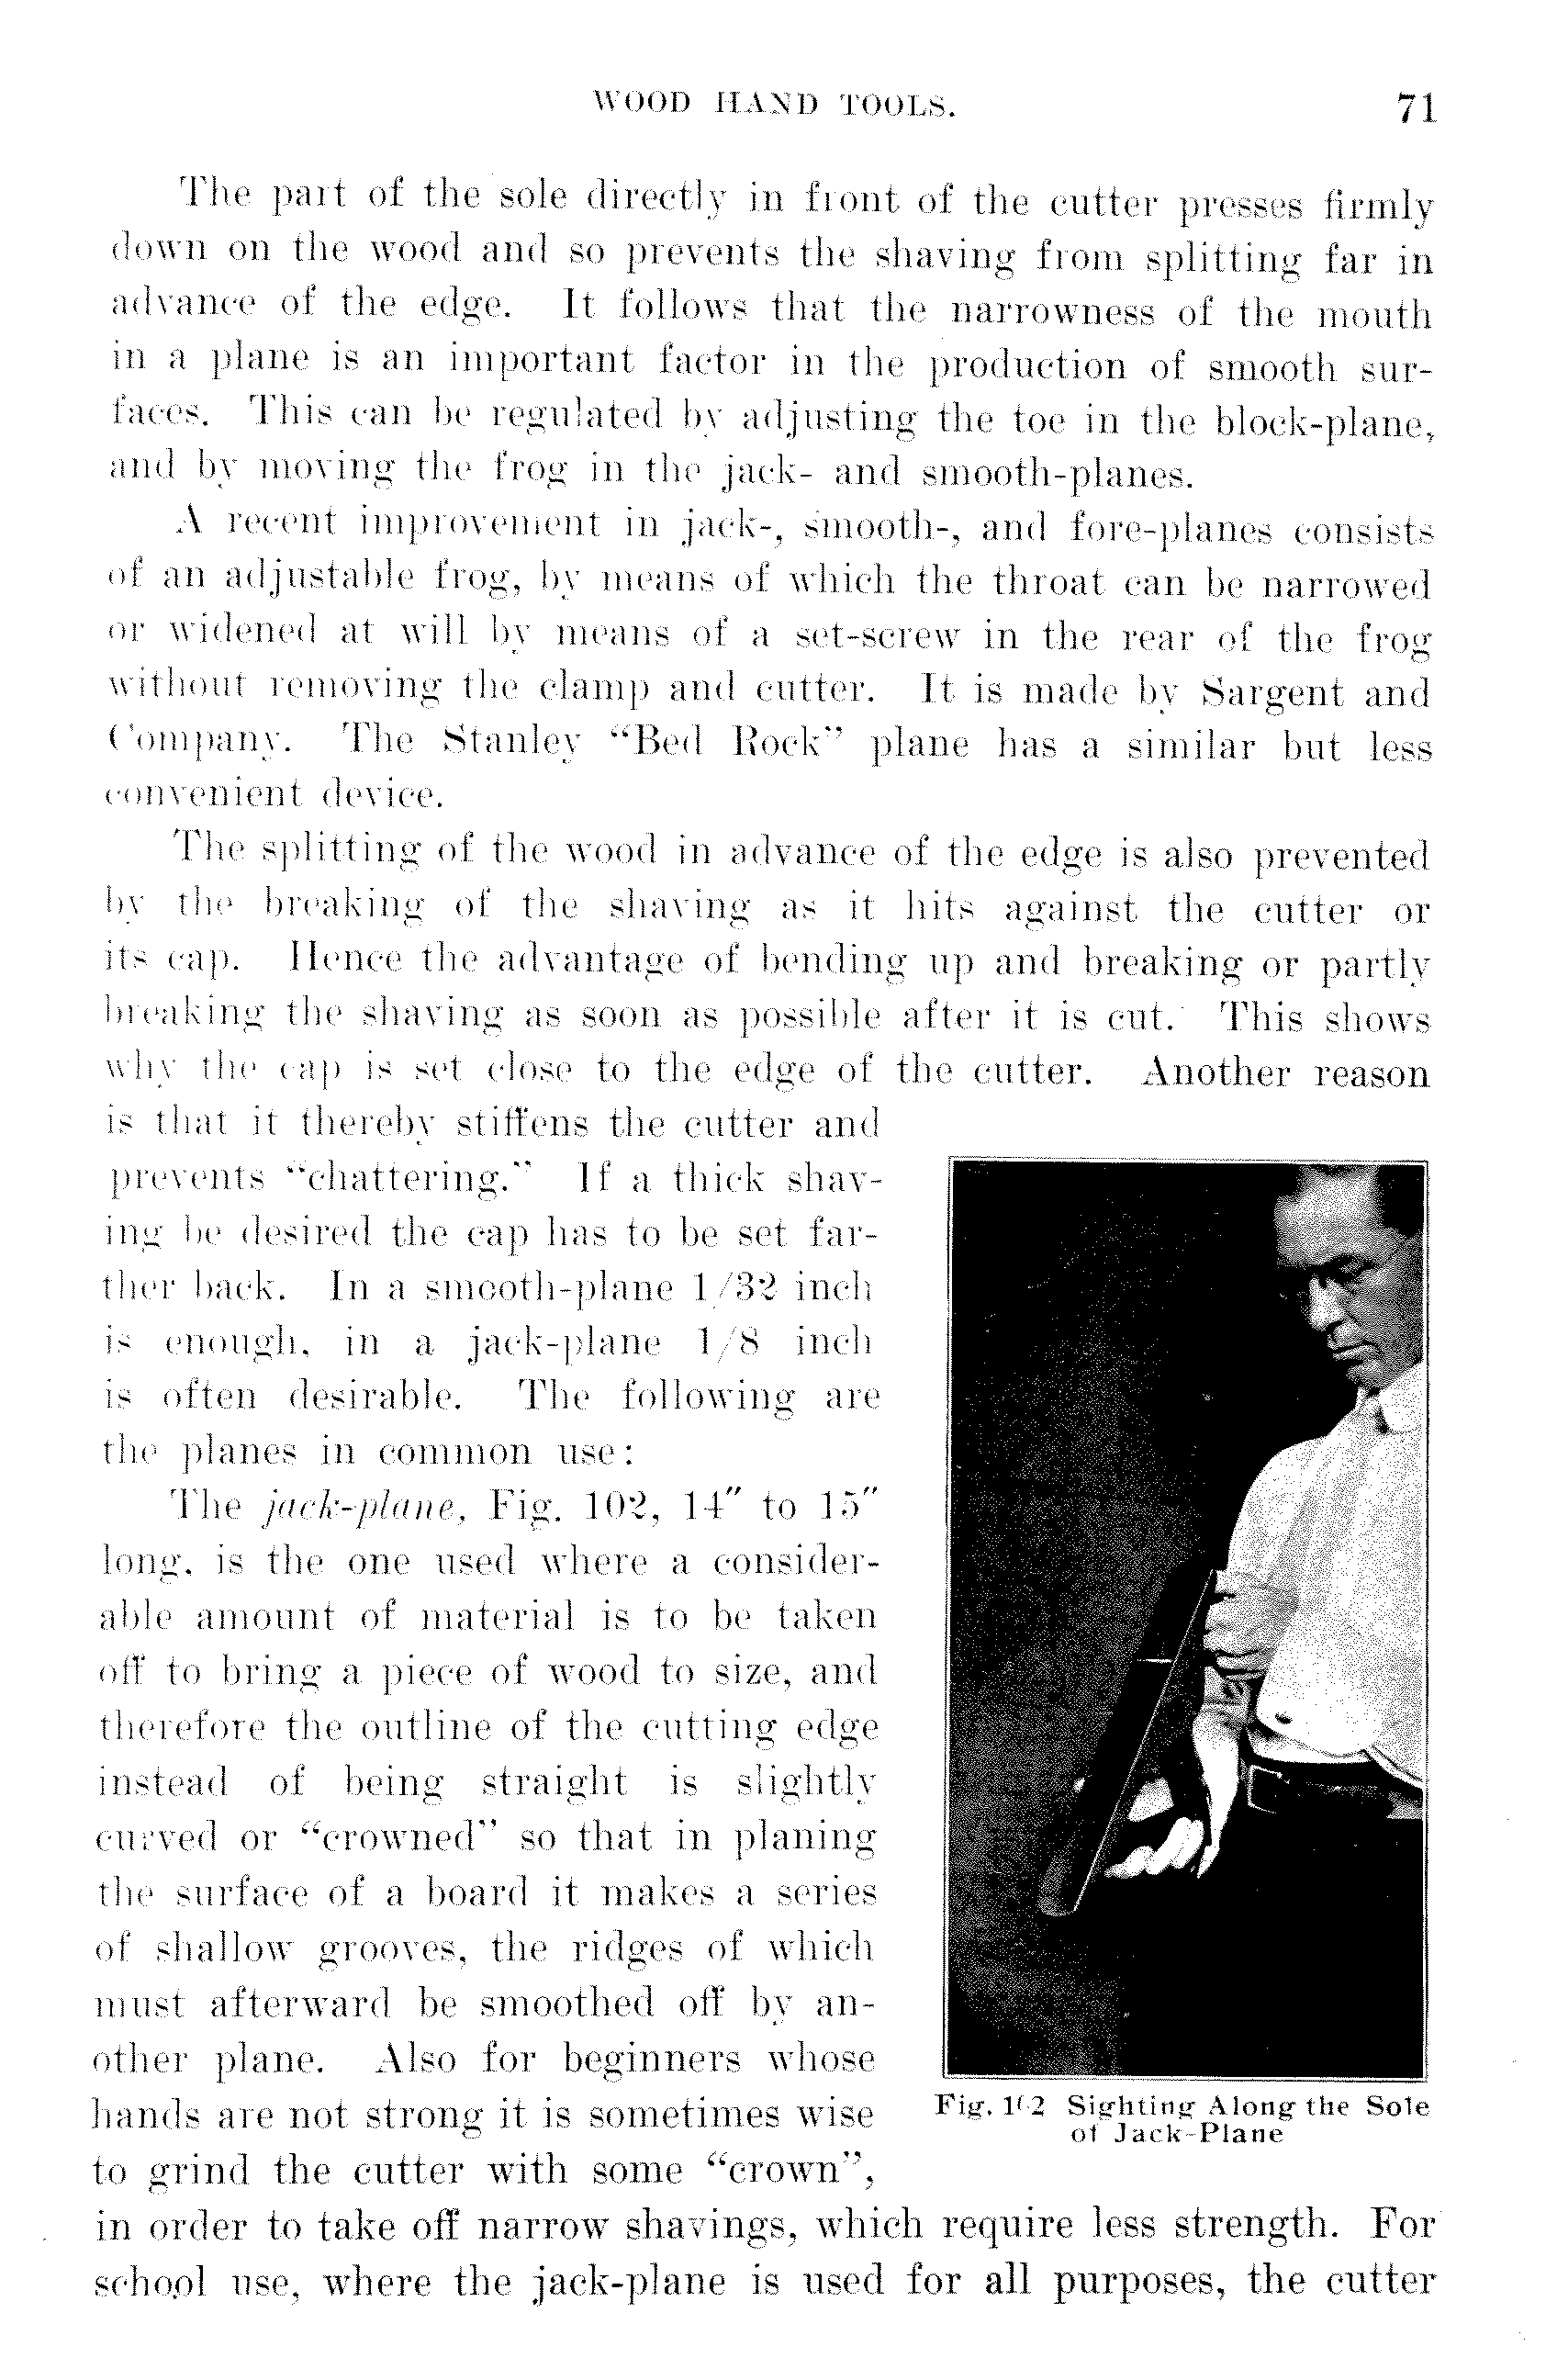 WOOD HAND TOOLS. 71
The part of the sole directly in front of the cutter presses firmly
down on the wood and so prevents the shaving from splitting far in
advance of the edge. It follows that the narrowness of the mouth
in a plane is an important factor in the production of smooth sur-
faces. This can be regulated by adjusting the toe in the block-plane,
and by moving the frog in the jack- and smooth-planes.
A recent improvement in jack-, smooth-, and fore-planes consists
of an adjustable frog, by means of which the throat can be narrowed
or widened at will by means of a set-screw in the rear of the frog
without removing the clamp and cutter. It is made by Sargent and
Company. The Stanley “Bed Rock” plane has a similar but less
convenient device.
The splitting of the wood in advance of the edge is also prevented
by the breaking of the shaving as it hits against the cutter or
its cap. Hence the advantage of bending up and breaking or partly
breaking the shaving as soon as possible after it is cut. This shows
why the cap is set close to the edge of the cutter. Another reason
is that it thereby stiffens the cutter and
prevents “chattering.” If a thick shav-
ing be desired the cap has to be set far-
ther back. In a smooth-plane 1/32 inch
is enough, in a jack-plane 1/8 inch
is often desirable. The following are
the planes in common use:
The jack-plane, Fig. 102, 14″ to 15″
long, is the one used where a consider-
able amount of material is to be taken
off to bring a piece of wood to size, and
therefore the outline of the cutting edge
instead of being straight is slightly
curved or “crowned” so that in planing
the surface of a board it makes a series
of shallow grooves, the ridges of which
must afterward be smoothed off by an-
other plane. Also for beginners whose
hands are not strong it is sometimes wise
to grind the cutter with some “crown”,
in order to take off narrow shavings, which require less strength. For
school use, where the jack-plane is used for all purposes, the cutter
Fig. 102 Sighting Along the Sole
of Jack-Plane